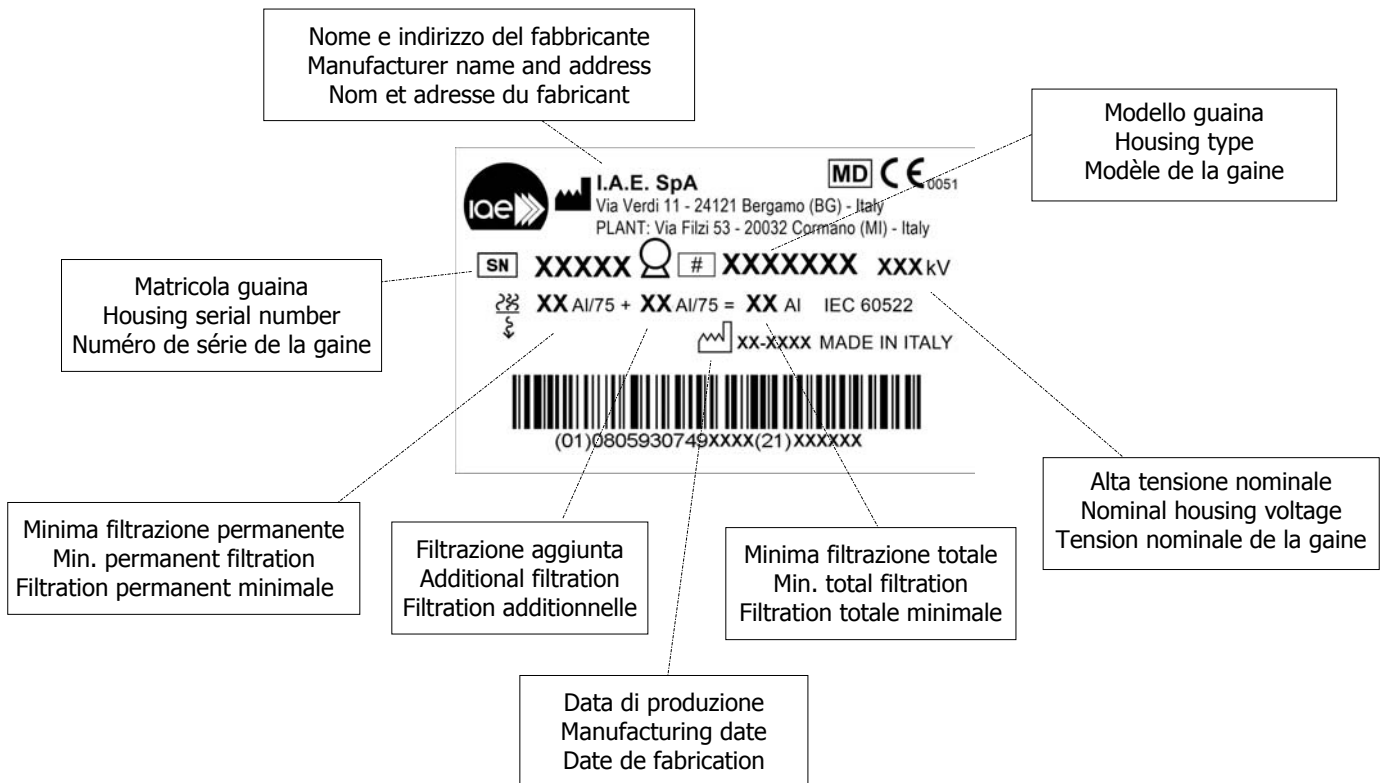 Nome e indirizzo del fabbricante
Manufacturer name and address
Nom et adresse du fabricant
Modello guaina
Housing type
Modèle de la gaine
iae
I.A.E. SpA
MD CE 0051
Via Verdi 11 - 24121 Bergamo (BG) - Italy
PLANT: Via Filzi 53 - 20032 Cormano (MI) - Italy
SN XXXXX # XXXXXXX XXX kV
XX Al/75 + XX Al/75 = XX Al IEC 60522
XX-XXXX MADE IN ITALY
(01)0805930749XXXX(21)XXXXXX
Matricola guaina
Housing serial number
Numéro de série de la gaine
Minima filtrazione permanente
Min. permanent filtration
Filtration permanent minimale
Filtrazione aggiunta
Additional filtration
Filtration additionnelle
Minima filtrazione totale
Min. total filtration
Filtration totale minimale
Alta tensione nominale
Nominal housing voltage
Tension nominale de la gaine
Data di produzione
Manufacturing date
Date de fabrication